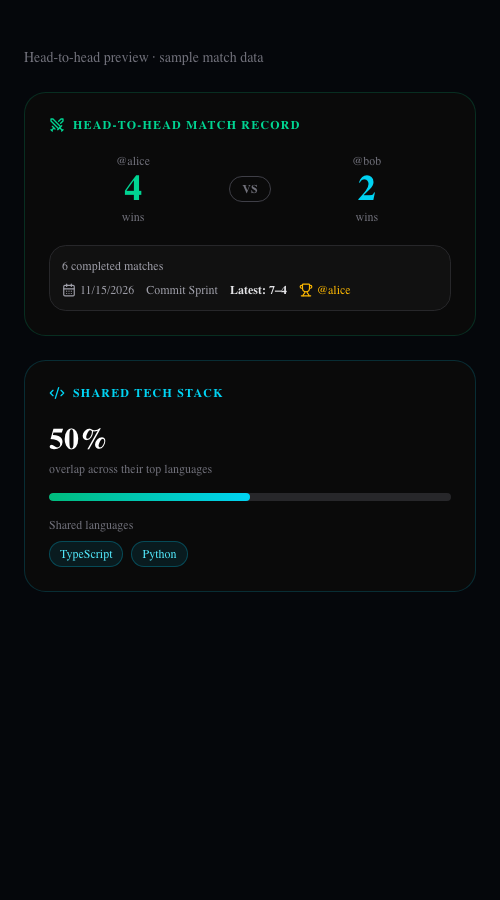 Head-to-head preview · sample match data
HEAD-TO-HEAD MATCH RECORD
@alice
4
wins
VS
@bob
2
wins
6 completed matches
11/15/2026 Commit Sprint Latest: 7–4 @alice
SHARED TECH STACK
50%
overlap across their top languages
Shared languages
TypeScript Python